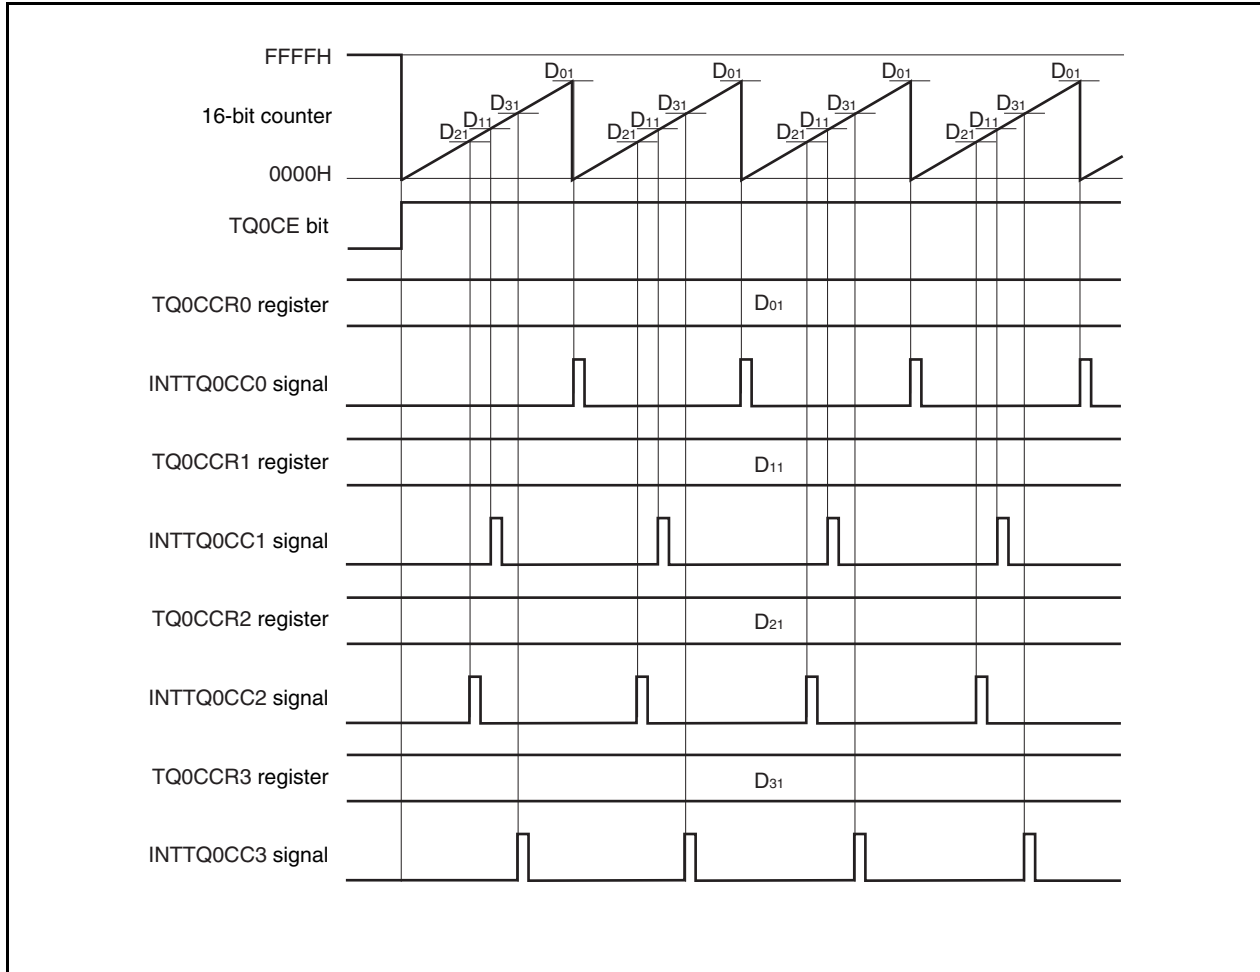 FFFFH
D01 D01 D01 D01
D31 D31 D31 D31
16-bit counter
D11 D11 D11 D11
D21 D21 D21 D21
0000H
TQ0CE bit
TQ0CCR0 register
D01
INTTQ0CC0 signal
TQ0CCR1 register
D11
INTTQ0CC1 signal
TQ0CCR2 register
D21
INTTQ0CC2 signal
TQ0CCR3 register
D31
INTTQ0CC3 signal